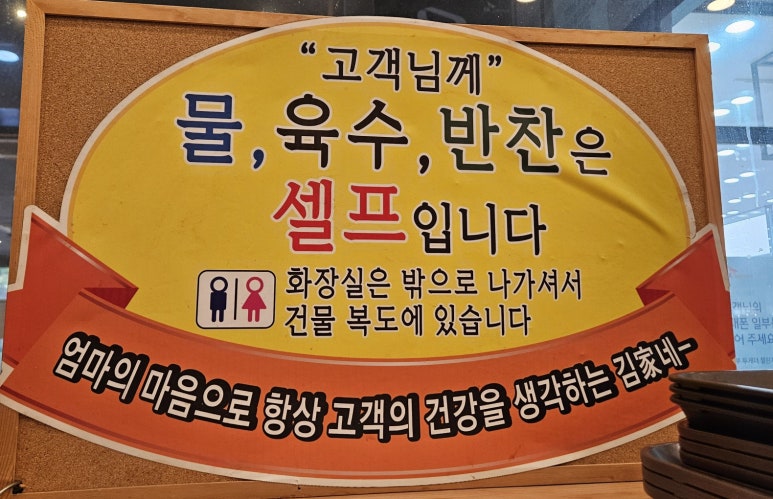 “고객님께”
물, 육수, 반찬은
셀프입니다
화장실은 밖으로 나가셔서
건물 복도에 있습니다
엄마의 마음으로 항상 고객의 건강을 생각하는 김家네~